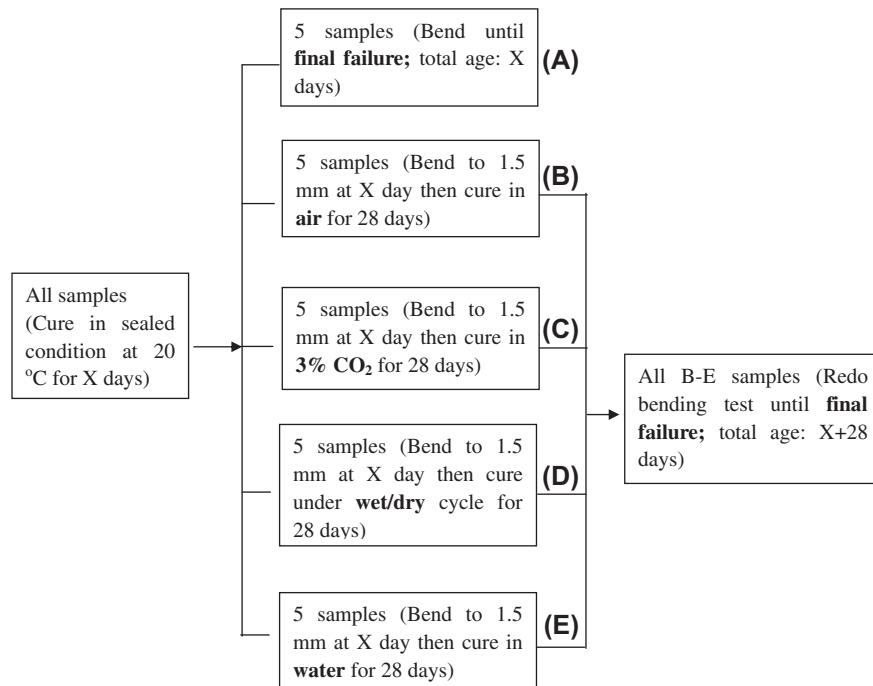 5 samples (Bend until
final failure; total age: X
days)
(A)
5 samples (Bend to 1.5
mm at X day then cure in
air for 28 days)
(B)
All samples
(Cure in sealed
condition at 20
°C for X days)
5 samples (Bend to 1.5
mm at X day then cure in
3% CO₂ for 28 days)
(C)
5 samples (Bend to 1.5
mm at X day then cure
under wet/dry cycle for
28 days)
(D)
5 samples (Bend to 1.5
mm at X day then cure in
water for 28 days)
(E)
All B-E samples (Redo
bending test until final
failure; total age: X+28
days)